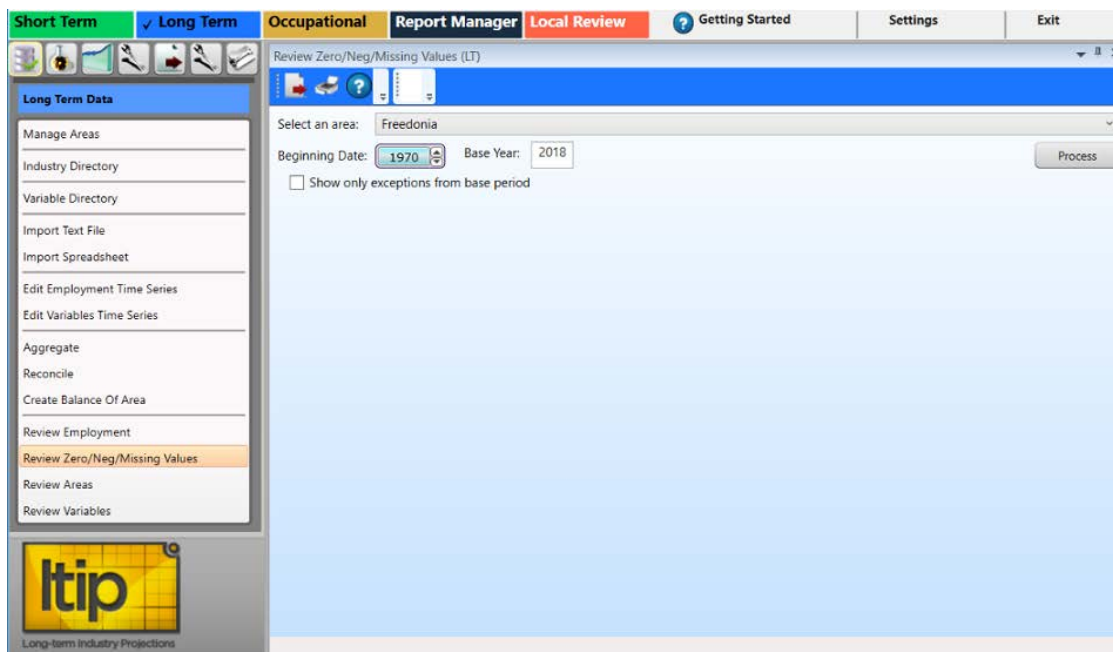 Short Term ✓ Long Term Occupational Report Manager Local Review ? Getting Started Settings Exit
Review Zero/Neg/Missing Values (LT)
Long Term Data
Manage Areas
Industry Directory
Variable Directory
Import Text File
Import Spreadsheet
Edit Employment Time Series
Edit Variables Time Series
Aggregate
Reconcile
Create Balance Of Area
Review Employment
Review Zero/Neg/Missing Values
Review Areas
Review Variables
ltip
Long-term Industry Projections
Select an area: Freedonia
Beginning Date: 1970 Base Year: 2018 Process
Show only exceptions from base period